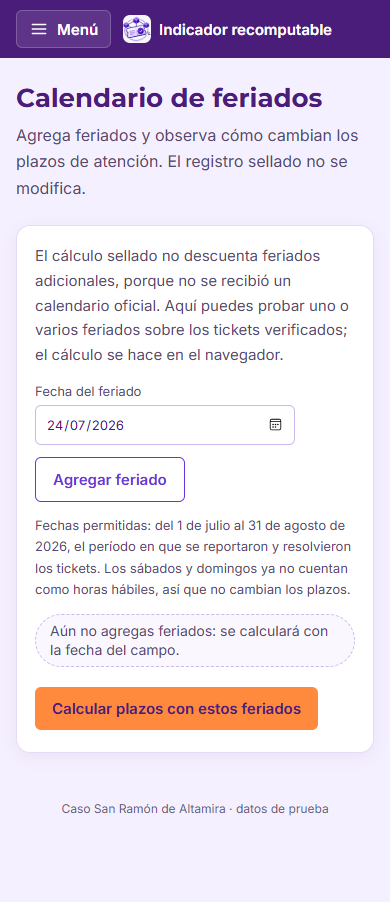 Menú
Indicador recomputable
Calendario de feriados
Agrega feriados y observa cómo cambian los
plazos de atención. El registro sellado no se
modifica.
El cálculo sellado no descuenta feriados
adicionales, porque no se recibió un
calendario oficial. Aquí puedes probar uno o
varios feriados sobre los tickets verificados;
el cálculo se hace en el navegador.
Fecha del feriado
24/07/2026
Agregar feriado
Fechas permitidas: del 1 de julio al 31 de agosto de
2026, el período en que se reportaron y resolvieron
los tickets. Los sábados y domingos ya no cuentan
como horas hábiles, así que no cambian los plazos.
Aún no agregas feriados: se calculará con
la fecha del campo.
Calcular plazos con estos feriados
Caso San Ramón de Altamira · datos de prueba